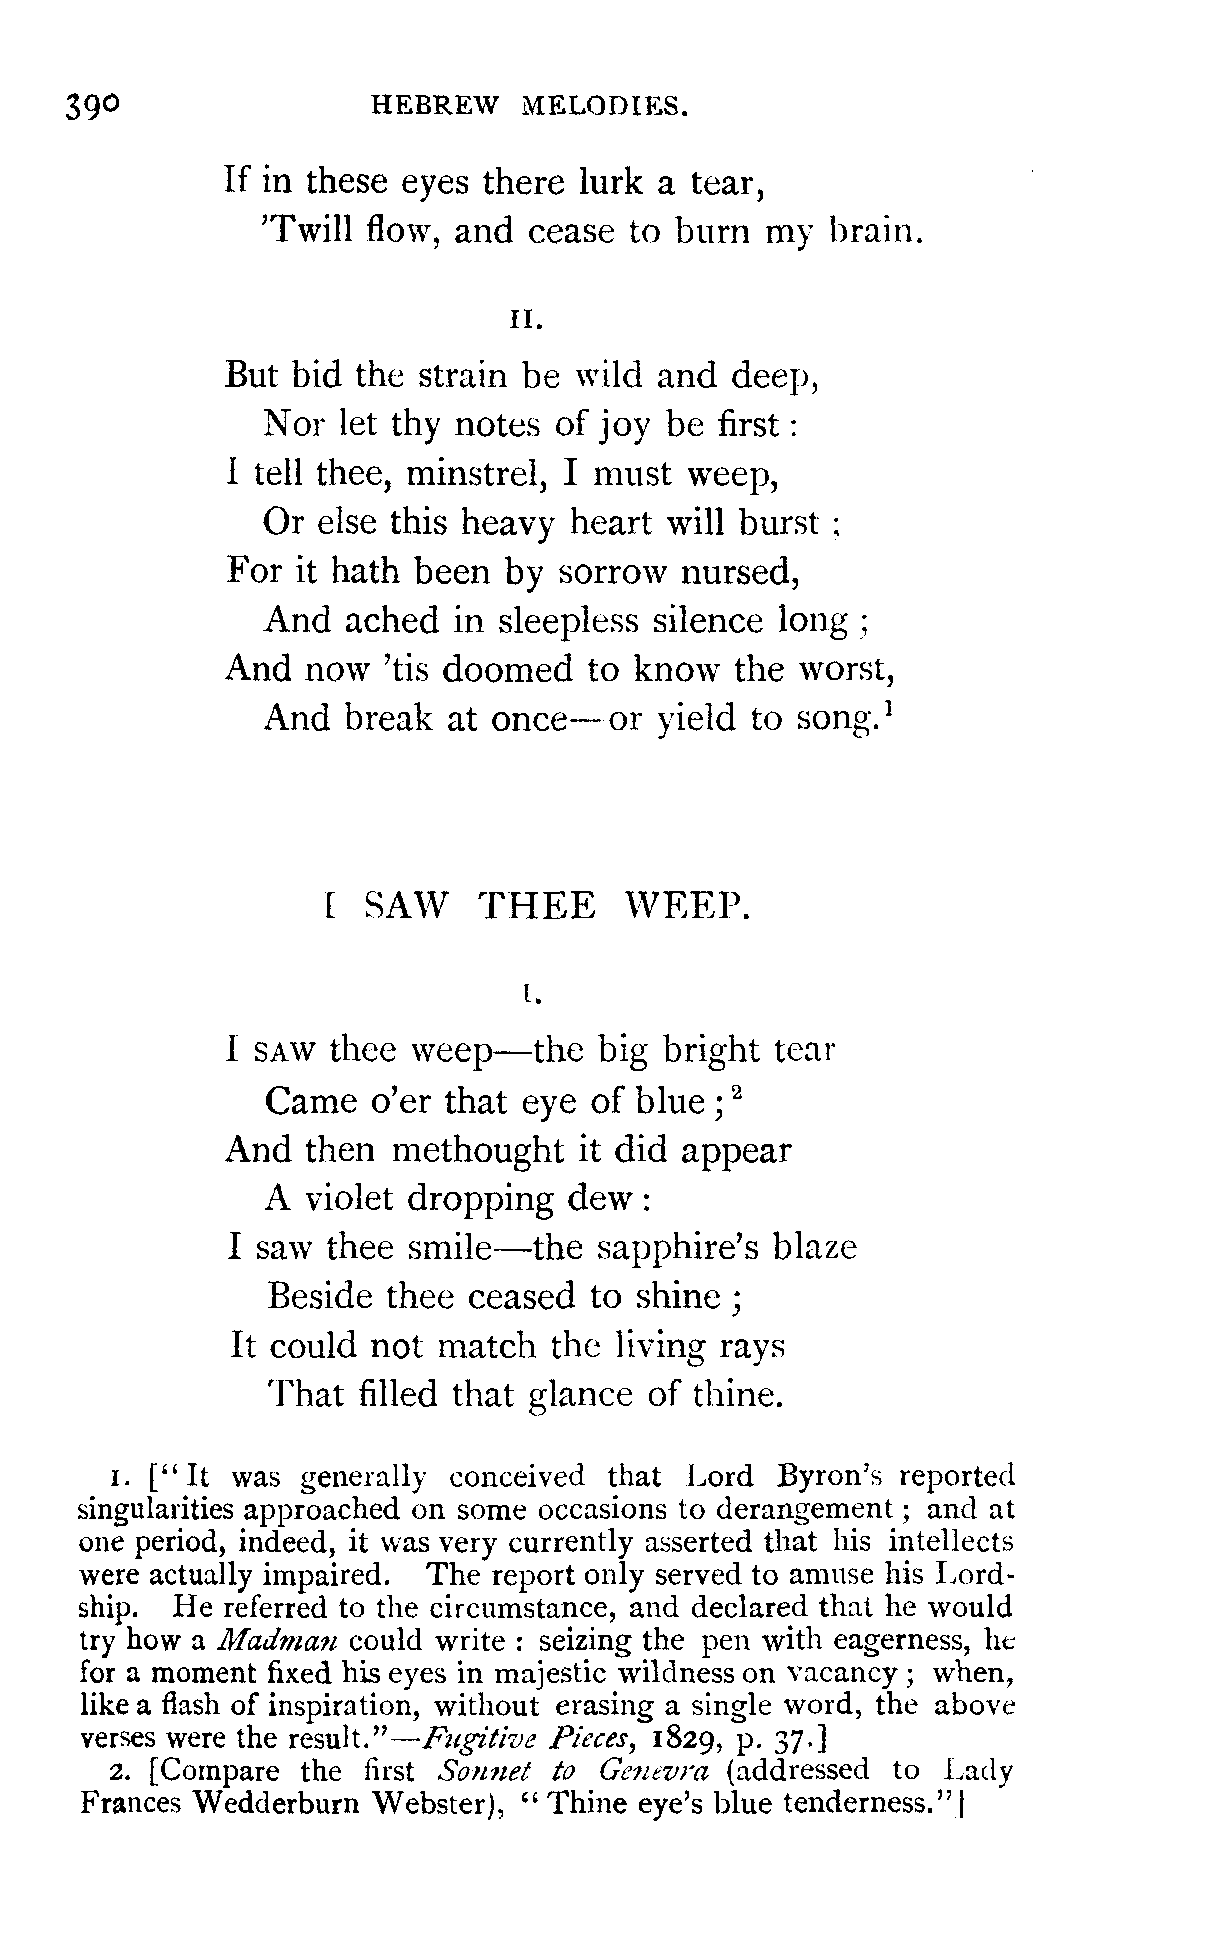 390 HEBREW MELODIES.
If in these eyes there lurk a tear,
’Twill flow, and cease to burn my brain.
II.
But bid the strain be wild and deep,
Nor let thy notes of joy be first :
I tell thee, minstrel, I must weep,
Or else this heavy heart will burst ;
For it hath been by sorrow nursed,
And ached in sleepless silence long ;
And now ’tis doomed to know the worst,
And break at once—or yield to song.¹
I SAW THEE WEEP.
I.
I SAW thee weep—the big bright tear
Came o’er that eye of blue ;²
And then methought it did appear
A violet dropping dew :
I saw thee smile—the sapphire’s blaze
Beside thee ceased to shine ;
It could not match the living rays
That filled that glance of thine.
1. [“It was generally conceived that Lord Byron’s reported
singularities approached on some occasions to derangement ; and at
one period, indeed, it was very currently asserted that his intellects
were actually impaired. The report only served to amuse his Lord-
ship. He referred to the circumstance, and declared that he would
try how a Madman could write : seizing the pen with eagerness, he
for a moment fixed his eyes in majestic wildness on vacancy ; when,
like a flash of inspiration, without erasing a single word, the above
verses were the result.”—Fugitive Pieces, 1829, p. 37.]
2. [Compare the first Sonnet to Genevra (addressed to Lady
Frances Wedderburn Webster), “Thine eye’s blue tenderness.”]